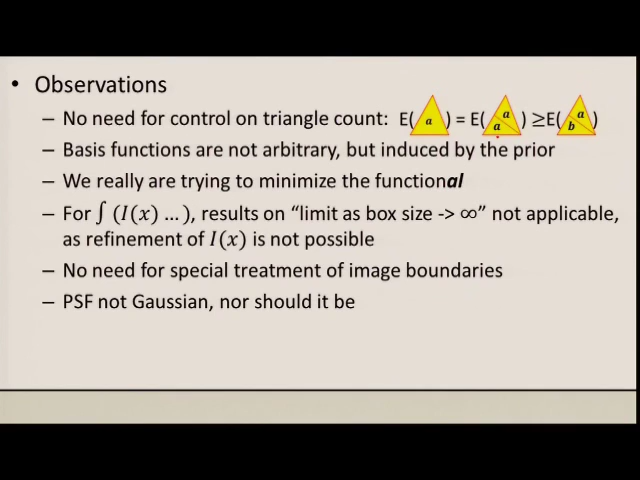 • Observations
– No need for control on triangle count: E( a ) = E( a a ) ≥E( a b )
– Basis functions are not arbitrary, but induced by the prior
– We really are trying to minimize the functional
– For ∫ (I(x) ...), results on “limit as box size -> ∞” not applicable,
as refinement of I(x) is not possible
– No need for special treatment of image boundaries
– PSF not Gaussian, nor should it be